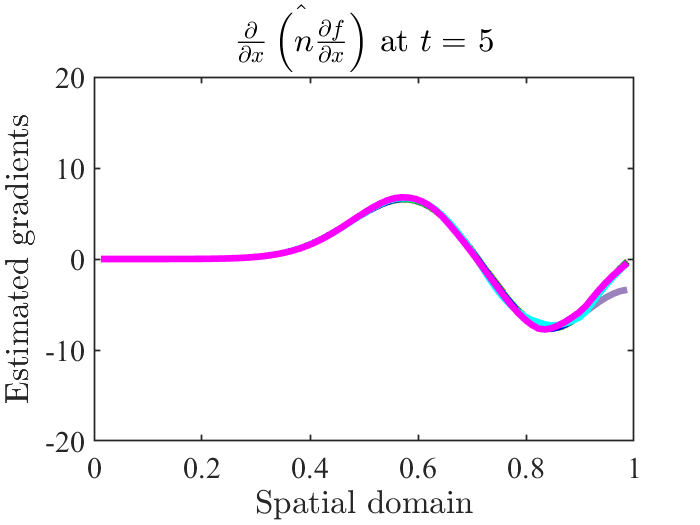 ∂/∂x (n̂ ∂f/∂x) at t = 5
20
10
0
-10
-20
Estimated gradients
0 0.2 0.4 0.6 0.8 1
Spatial domain